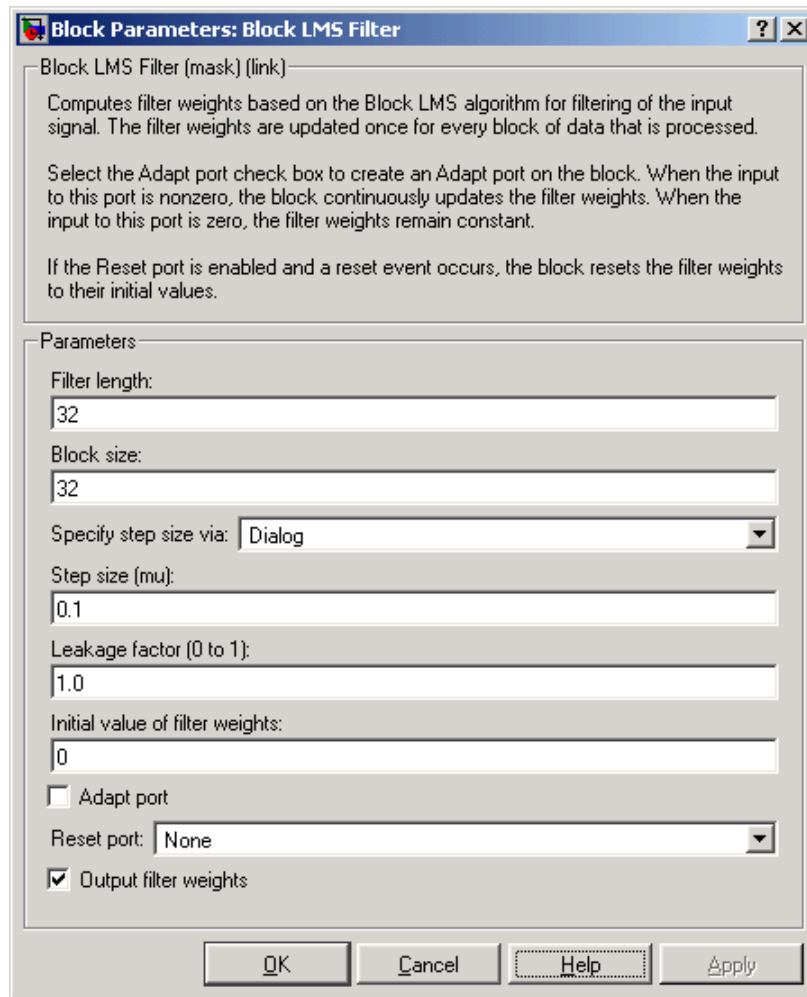 Block Parameters: Block LMS Filter
Block LMS Filter (mask) (link)
Computes filter weights based on the Block LMS algorithm for filtering of the input
signal. The filter weights are updated once for every block of data that is processed.
Select the Adapt port check box to create an Adapt port on the block. When the input
to this port is nonzero, the block continuously updates the filter weights. When the
input to this port is zero, the filter weights remain constant.
If the Reset port is enabled and a reset event occurs, the block resets the filter weights
to their initial values.
Parameters
Filter length:
32
Block size:
32
Specify step size via: Dialog
Step size (mu):
0.1
Leakage factor (0 to 1):
1.0
Initial value of filter weights:
0
Adapt port
Reset port: None
Output filter weights
OK Cancel Help Apply